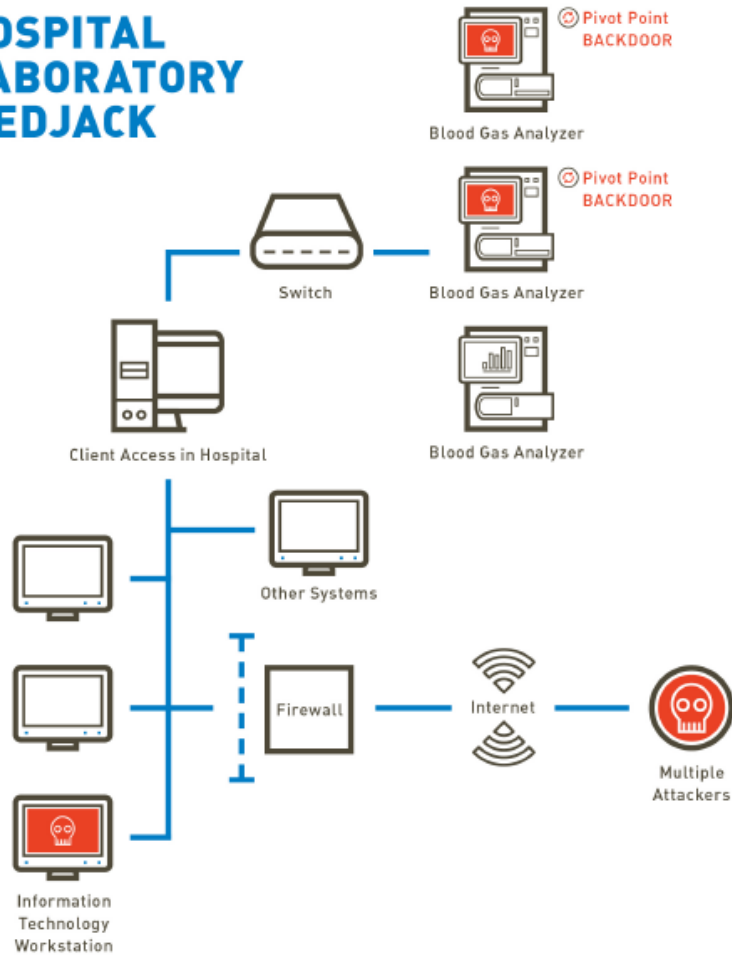 OSPITAL
ABORATORY
EDJACK
Pivot Point
BACKDOOR
Blood Gas Analyzer
Pivot Point
BACKDOOR
Switch
Blood Gas Analyzer
Client Access in Hospital
Blood Gas Analyzer
Other Systems
Firewall
Internet
Multiple
Attackers
Information
Technology
Workstation